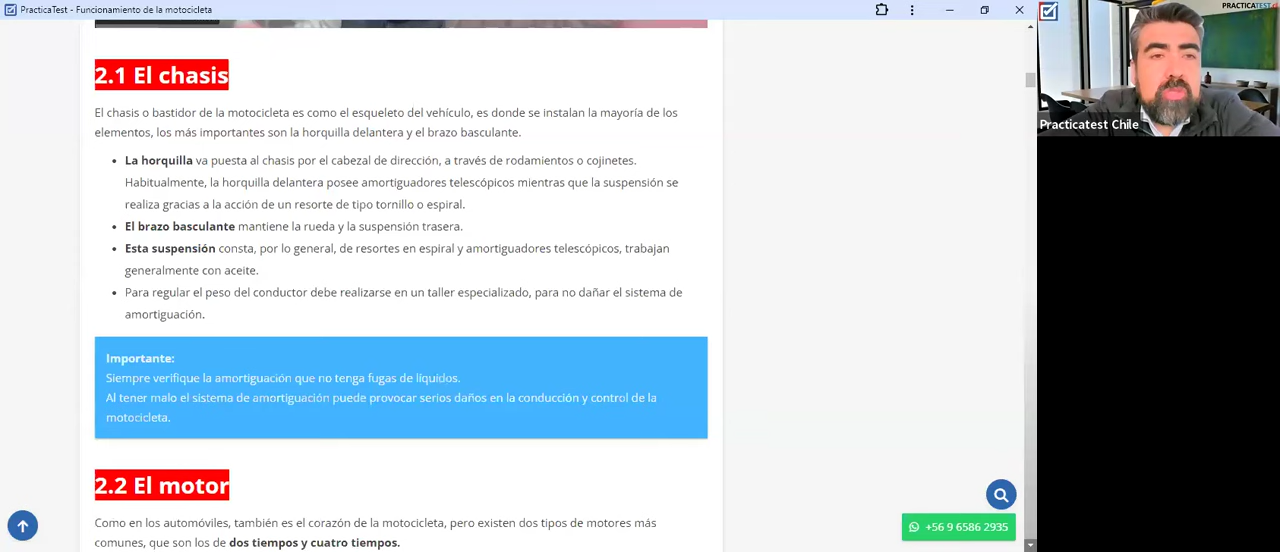 PracticaTest - Funcionamiento de la motocicleta
PRACTICATEST.CL
Practicatest Chile
2.1 El chasis
El chasis o bastidor de la motocicleta es como el esqueleto del vehículo, es donde se instalan la mayoría de los
elementos, los más importantes son la horquilla delantera y el brazo basculante.
La horquilla va puesta al chasis por el cabezal de dirección, a través de rodamientos o cojinetes.
Habitualmente, la horquilla delantera posee amortiguadores telescópicos mientras que la suspensión se
realiza gracias a la acción de un resorte de tipo tornillo o espiral.
El brazo basculante mantiene la rueda y la suspensión trasera.
Esta suspensión consta, por lo general, de resortes en espiral y amortiguadores telescópicos, trabajan
generalmente con aceite.
Para regular el peso del conductor debe realizarse en un taller especializado, para no dañar el sistema de
amortiguación.
Importante:
Siempre verifique la amortiguación que no tenga fugas de líquidos.
Al tener malo el sistema de amortiguación puede provocar serios daños en la conducción y control de la
motocicleta.
2.2 El motor
Como en los automóviles, también es el corazón de la motocicleta, pero existen dos tipos de motores más
comunes, que son los de dos tiempos y cuatro tiempos.
+56 9 6586 2935